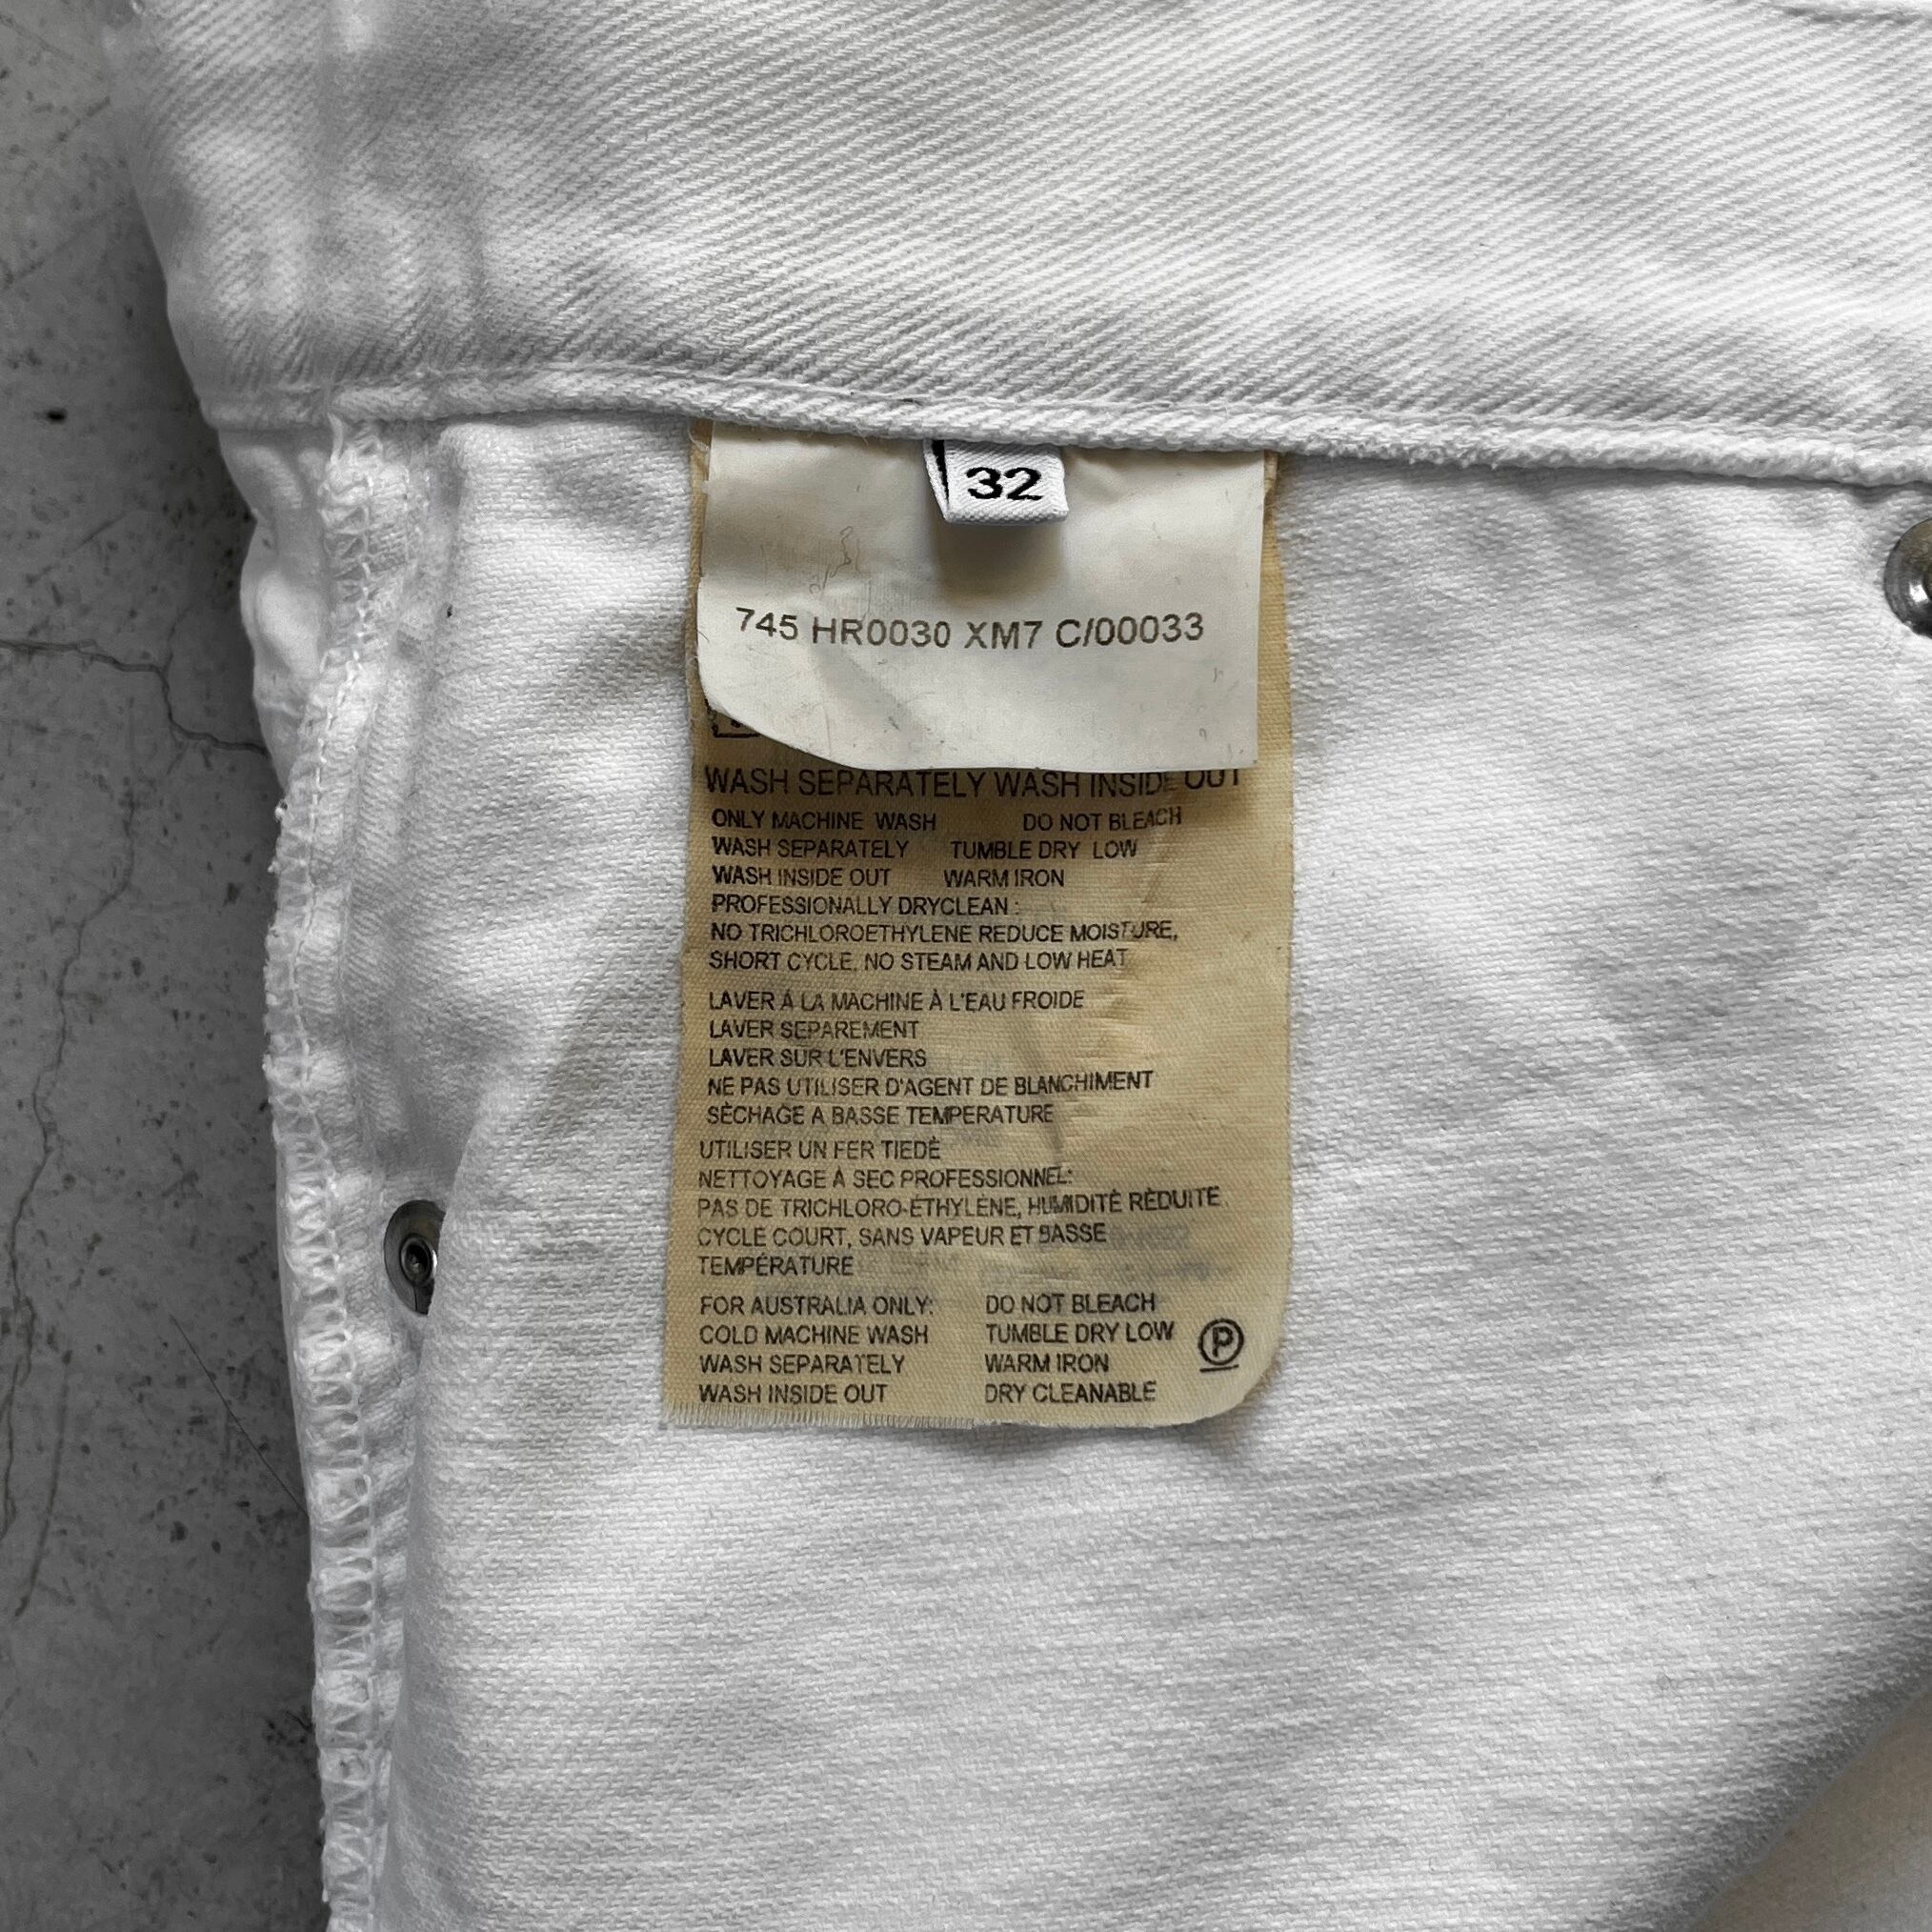 32
745 HR0030 XM7 C/00033
WASH SEPARATELY WASH INSIDE OUT
ONLY MACHINE WASH DO NOT BLEACH
WASH SEPARATELY TUMBLE DRY LOW
WASH INSIDE OUT WARM IRON
PROFESSIONALLY DRYCLEAN :
NO TRICHLOROETHYLENE REDUCE MOISTURE,
SHORT CYCLE, NO STEAM AND LOW HEAT
LAVER À LA MACHINE À L'EAU FROIDE
LAVER SEPAREMENT
LAVER SUR L'ENVERS
NE PAS UTILISER D'AGENT DE BLANCHIMENT
SÈCHAGE A BASSE TEMPERATURE
UTILISER UN FER TIEDÈ
NETTOYAGE À SEC PROFESSIONNEL:
PAS DE TRICHLORO-ÉTHYLÈNE, HUMIDITÈ RÈDUITE
CYCLE COURT, SANS VAPEUR ET BASSE
TEMPÉRATURE
FOR AUSTRALIA ONLY: DO NOT BLEACH
COLD MACHINE WASH TUMBLE DRY LOW
WASH SEPARATELY WARM IRON
WASH INSIDE OUT DRY CLEANABLE
P